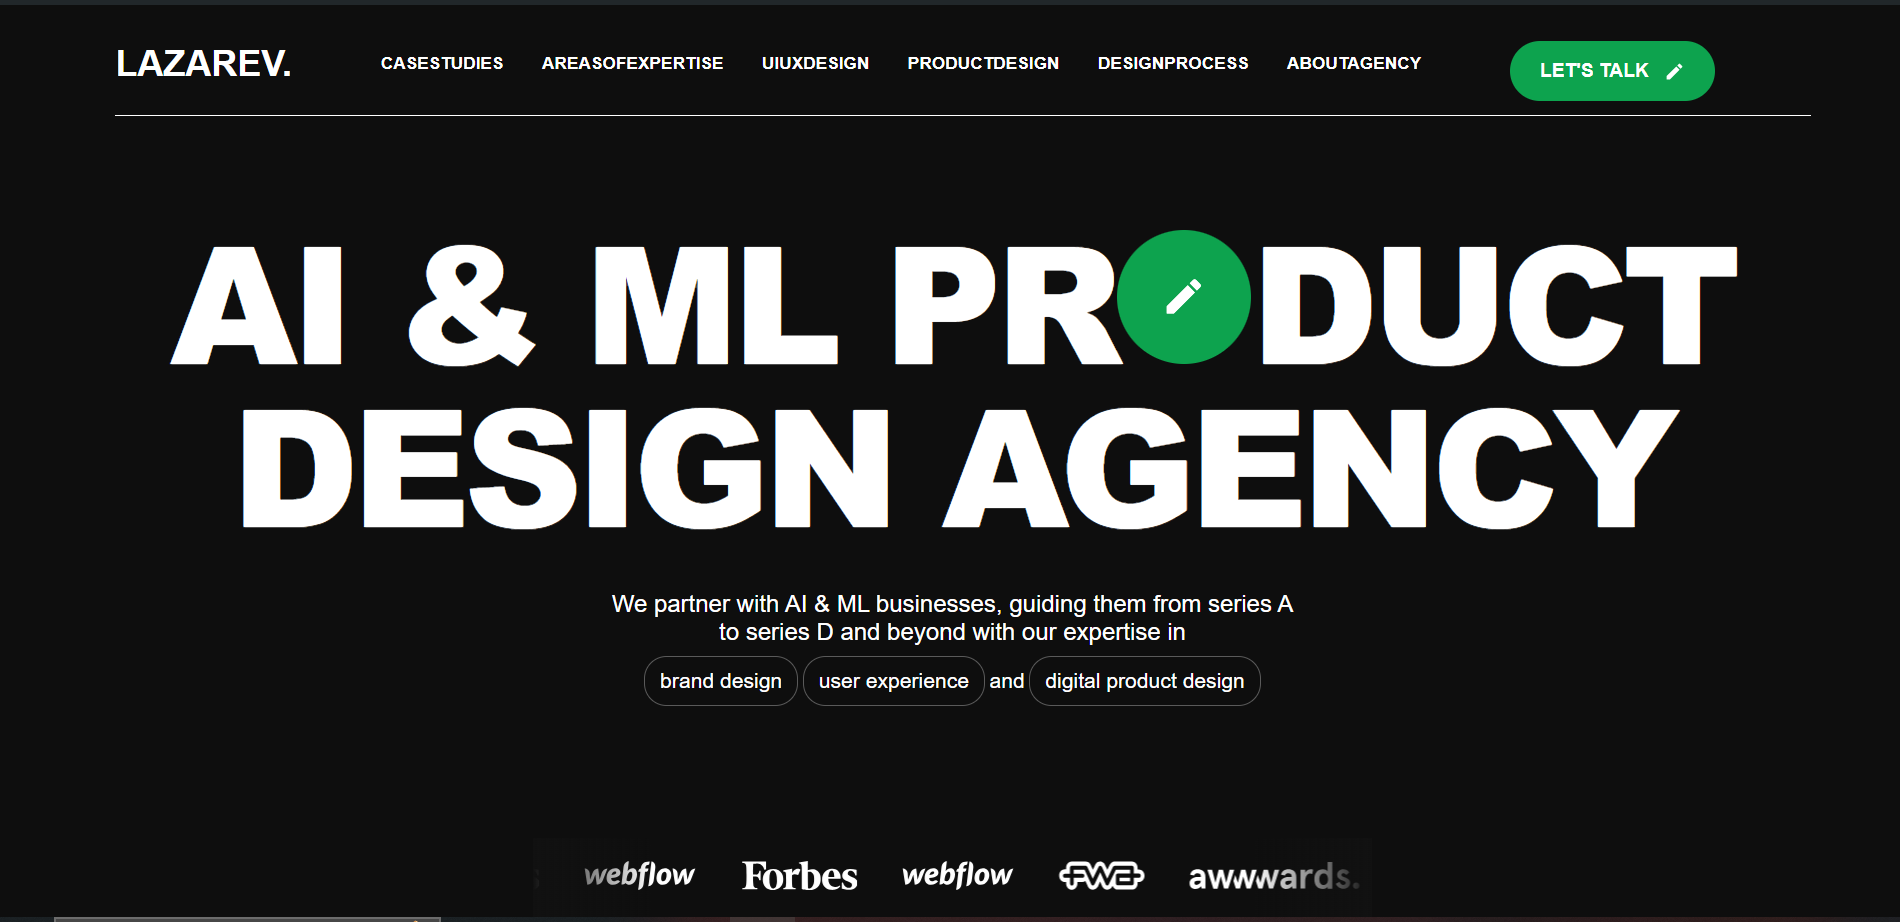 LAZAREV.
CASESTUDIES AREASOFEXPERTISE UIUXDESIGN PRODUCTDESIGN DESIGNPROCESS ABOUTAGENCY
LET'S TALK
AI & ML PRDUCT
DESIGN AGENCY
We partner with AI & ML businesses, guiding them from series A
to series D and beyond with our expertise in
brand design user experience and digital product design
webflow Forbes webflow FWA awwwards.